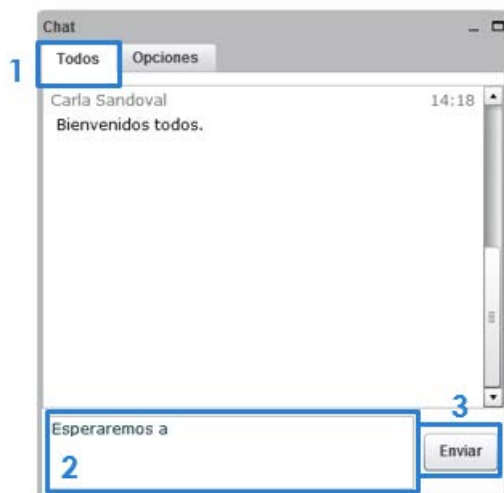 Chat
1
Todos
Opciones
Carla Sandoval 14:18
Bienvenidos todos.
3
Esperaremos a
Enviar
2